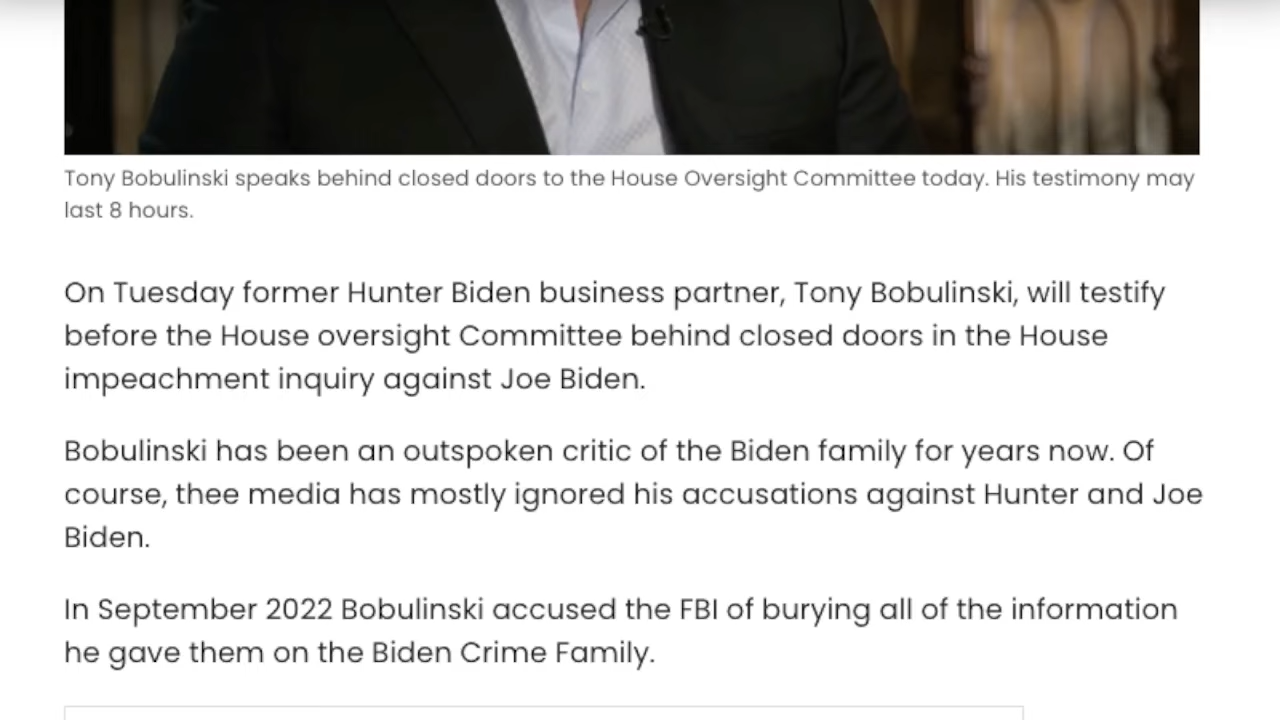 Tony Bobulinski speaks behind closed doors to the House Oversight Committee today. His testimony may
last 8 hours.
On Tuesday former Hunter Biden business partner, Tony Bobulinski, will testify
before the House oversight Committee behind closed doors in the House
impeachment inquiry against Joe Biden.
Bobulinski has been an outspoken critic of the Biden family for years now. Of
course, thee media has mostly ignored his accusations against Hunter and Joe
Biden.
In September 2022 Bobulinski accused the FBI of burying all of the information
he gave them on the Biden Crime Family.